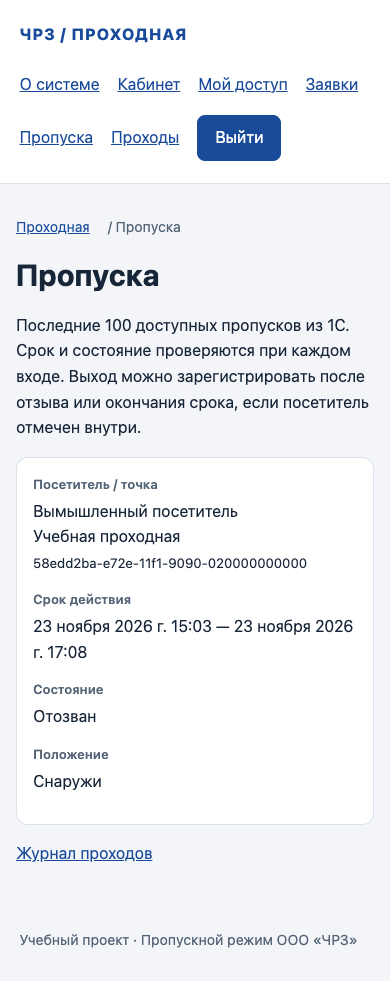 ЧРЗ / ПРОХОДНАЯ
О системе Кабинет Мой доступ Заявки
Пропуска Проходы Выйти
Проходная / Пропуска
Пропуска
Последние 100 доступных пропусков из 1С.
Срок и состояние проверяются при каждом
входе. Выход можно зарегистрировать после
отзыва или окончания срока, если посетитель
отмечен внутри.
Посетитель / точка
Вымышленный посетитель
Учебная проходная
58edd2ba-e72e-11f1-9090-020000000000
Срок действия
23 ноября 2026 г. 15:03 — 23 ноября 2026
г. 17:08
Состояние
Отозван
Положение
Снаружи
Журнал проходов
Учебный проект · Пропускной режим ООО «ЧРЗ»